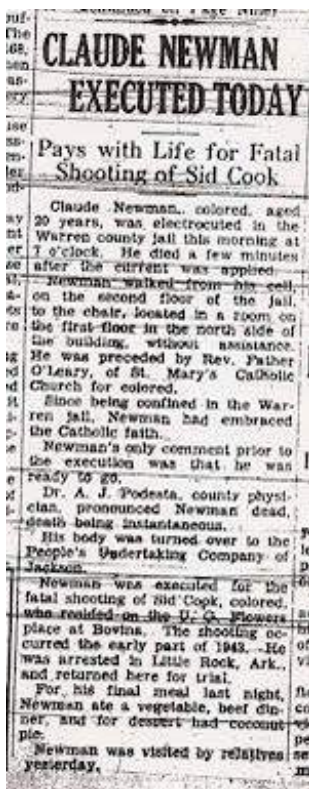 CLAUDE NEWMAN
EXECUTED TODAY
Pays with Life for Fatal
Shooting of Sid Cook
Claude Newman, colored, aged
20 years, was electrocuted in the
Warren county jail this morning at
7 o'clock. He died a few minutes
after the current was applied.
Newman walked from his cell,
on the second floor of the jail,
to the chair, located in a room on
the first floor in the north side of
the building, without assistance.
He was preceded by Rev. Father
O'Leary, of St. Mary's Catholic
Church for colored.
Since being confined in the War-
ren jail, Newman had embraced
the Catholic faith.
Newman's only comment prior to
the execution was that he was
ready to go.
Dr. A. J. Podesta, county physi-
cian, pronounced Newman dead,
death being instantaneous.
His body was turned over to the
People's Undertaking Company of
Jackson.
Newman was executed for the
fatal shooting of Sid Cook, colored,
who resided on the U. G. Flowers
place at Bovina. The shooting oc-
curred the early part of 1943. He
was arrested in Little Rock, Ark.,
and returned here for trial.
For his final meal last night,
Newman ate a vegetable, beef din-
ner, and for dessert had coconut
pie.
Newman was visited by relatives
yesterday.